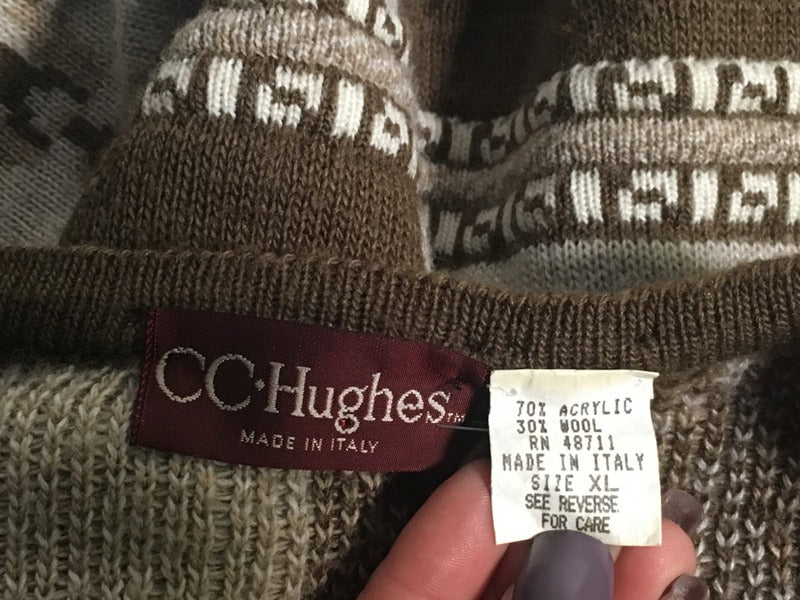 CC·Hughes™
MADE IN ITALY
70% ACRYLIC
30% WOOL
RN 48711
MADE IN ITALY
SIZE XL
SEE REVERSE
FOR CARE